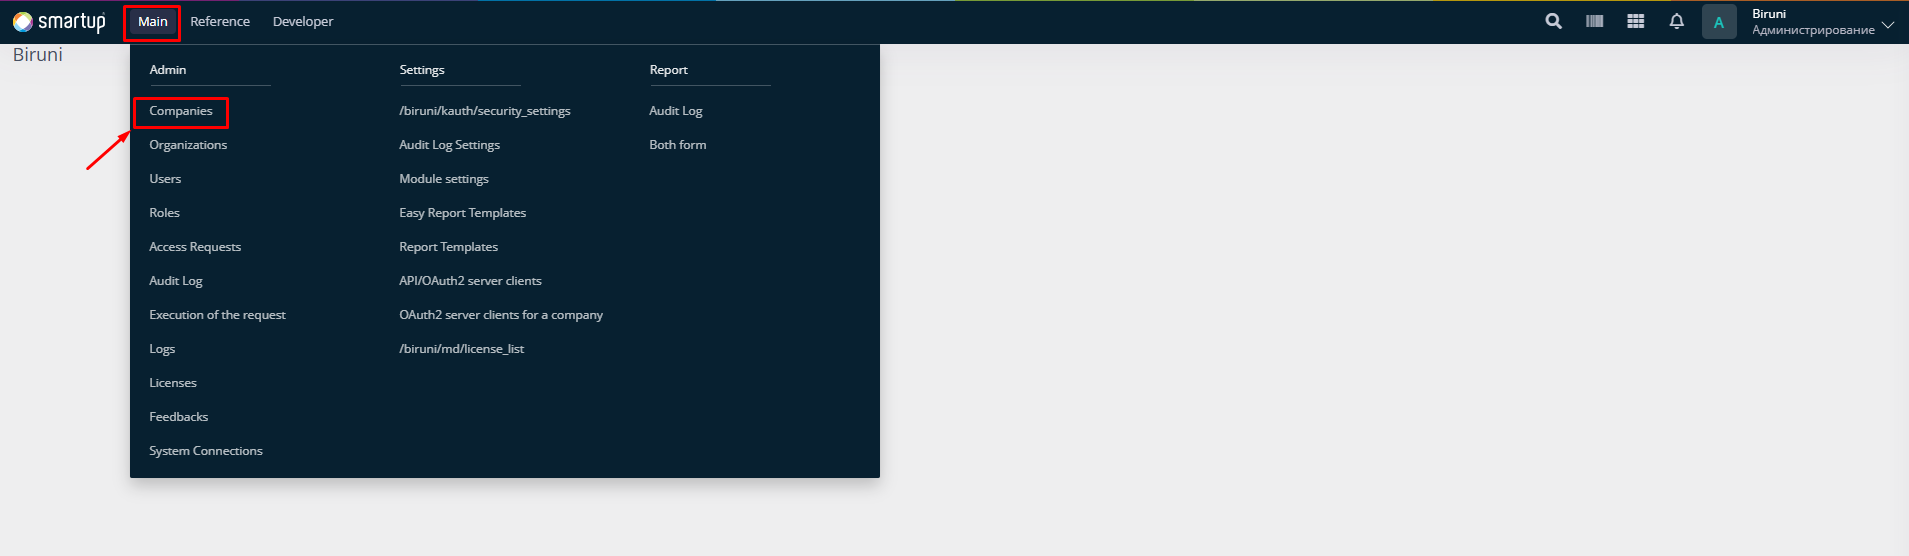 smartup Main Reference Developer A Biruni
Администрирование
Biruni
Admin Settings Report
Companies /biruni/kauth/security_settings Audit Log
Organizations Audit Log Settings Both form
Users Module settings
Roles Easy Report Templates
Access Requests Report Templates
Audit Log API/OAuth2 server clients
Execution of the request OAuth2 server clients for a company
Logs /biruni/md/license_list
Licenses
Feedbacks
System Connections